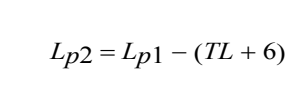 Lp2 = Lp1 − (TL + 6)